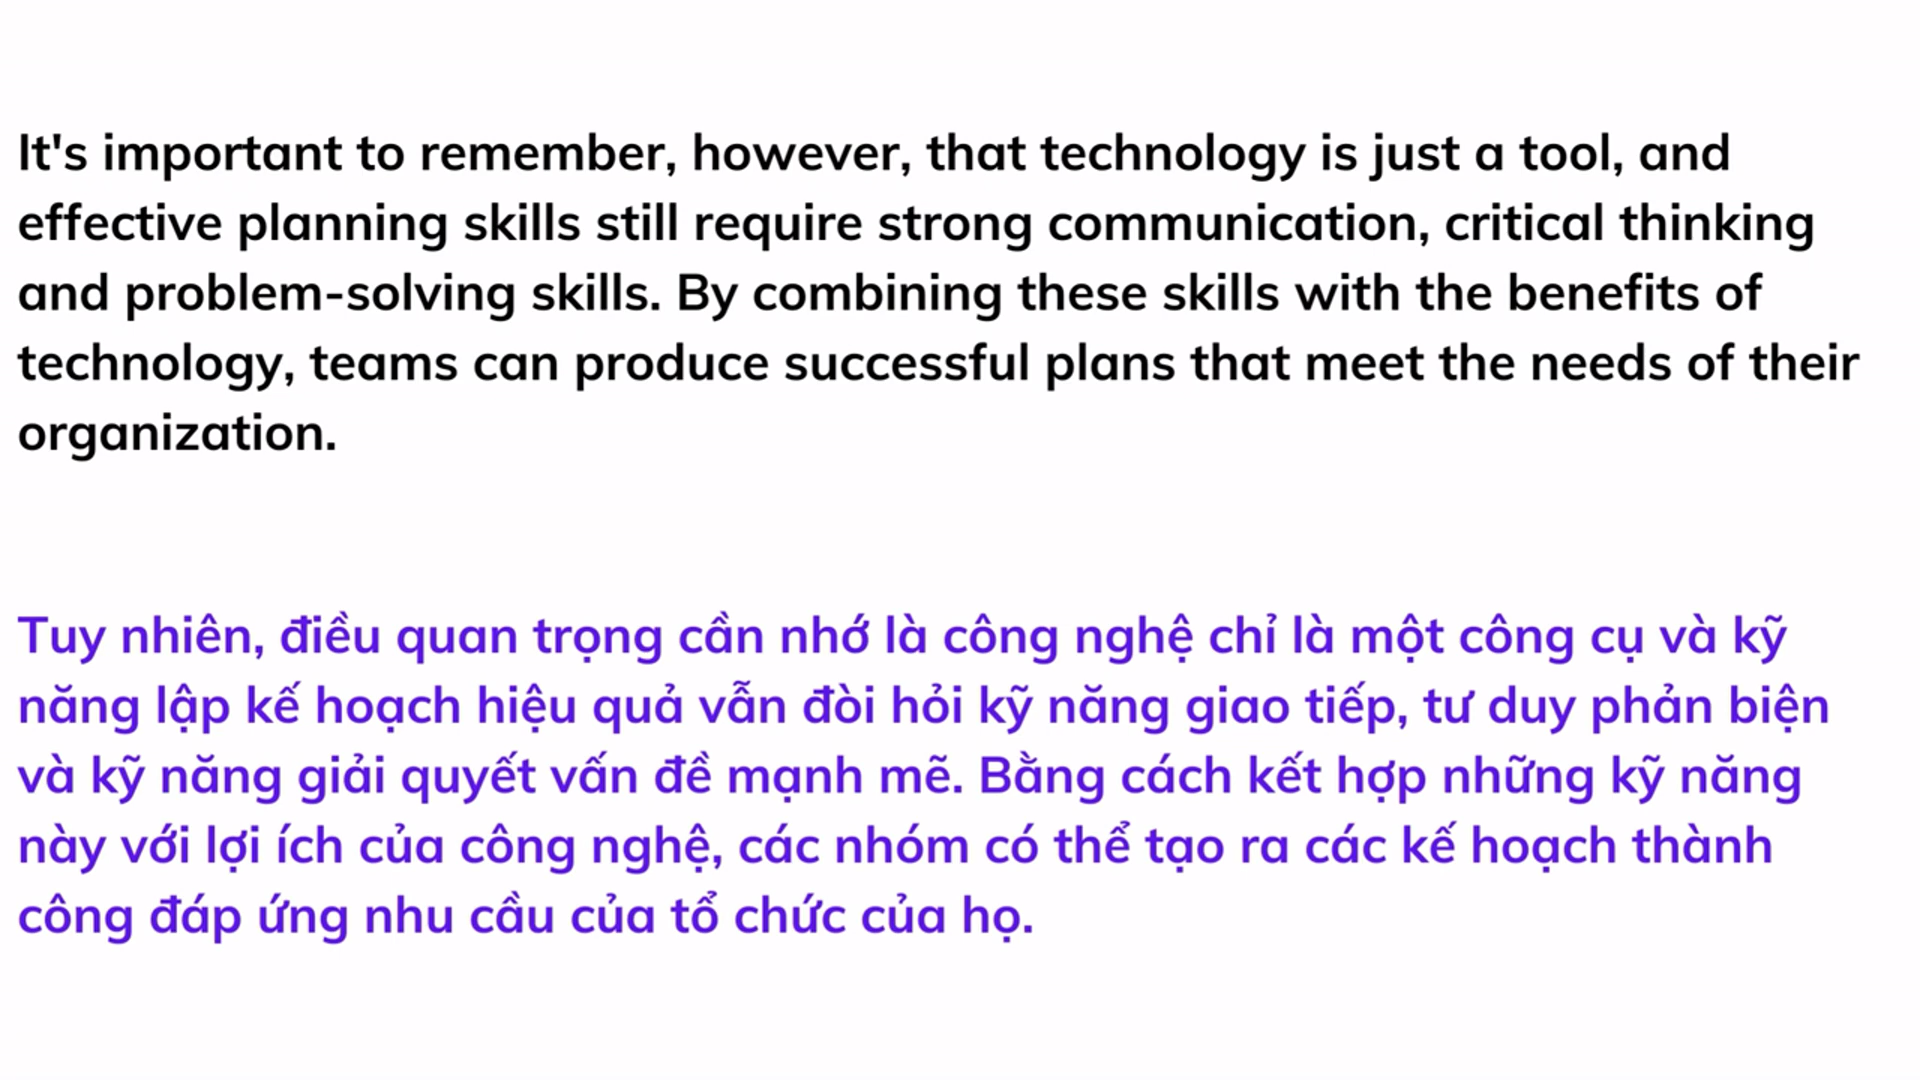 It's important to remember, however, that technology is just a tool, and
effective planning skills still require strong communication, critical thinking
and problem-solving skills. By combining these skills with the benefits of
technology, teams can produce successful plans that meet the needs of their
organization.
Tuy nhiên, điều quan trọng cần nhớ là công nghệ chỉ là một công cụ và kỹ
năng lập kế hoạch hiệu quả vẫn đòi hỏi kỹ năng giao tiếp, tư duy phản biện
và kỹ năng giải quyết vấn đề mạnh mẽ. Bằng cách kết hợp những kỹ năng
này với lợi ích của công nghệ, các nhóm có thể tạo ra các kế hoạch thành
công đáp ứng nhu cầu của tổ chức của họ.